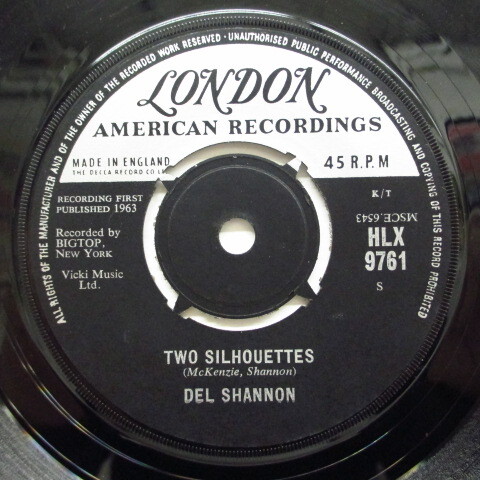 ALL RIGHTS OF THE MANUFACTURER AND OF THE OWNER OF THE RECORDED WORK RESERVED · UNAUTHORISED PUBLIC PERFORMANCE BROADCASTING AND COPYING OF THIS RECORD PROHIBITED
LONDON
AMERICAN RECORDINGS
MADE IN ENGLAND
THE DECCA RECORD CO LTD
45 R.P.M
RECORDING FIRST
PUBLISHED 1963
Recorded by
BIGTOP,
NEW YORK
Vicki Music
Ltd.
K/T
MSCE.6543
HLX
9761
S
TWO SILHOUETTES
(McKenzie, Shannon)
DEL SHANNON